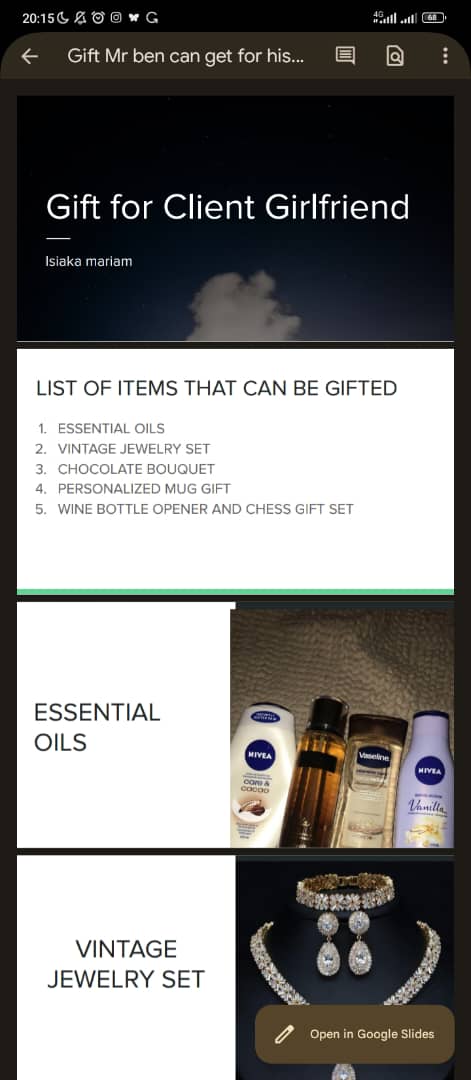 20:15
4G
68
Gift Mr ben can get for his...
Gift for Client Girlfriend
Isiaka mariam
LIST OF ITEMS THAT CAN BE GIFTED
1. ESSENTIAL OILS
2. VINTAGE JEWELRY SET
3. CHOCOLATE BOUQUET
4. PERSONALIZED MUG GIFT
5. WINE BOTTLE OPENER AND CHESS GIFT SET
ESSENTIAL
OILS
NIVEA
care &
cocoa
Vaseline
NIVEA
Vanilla
VINTAGE
JEWELRY SET
Open in Google Slides